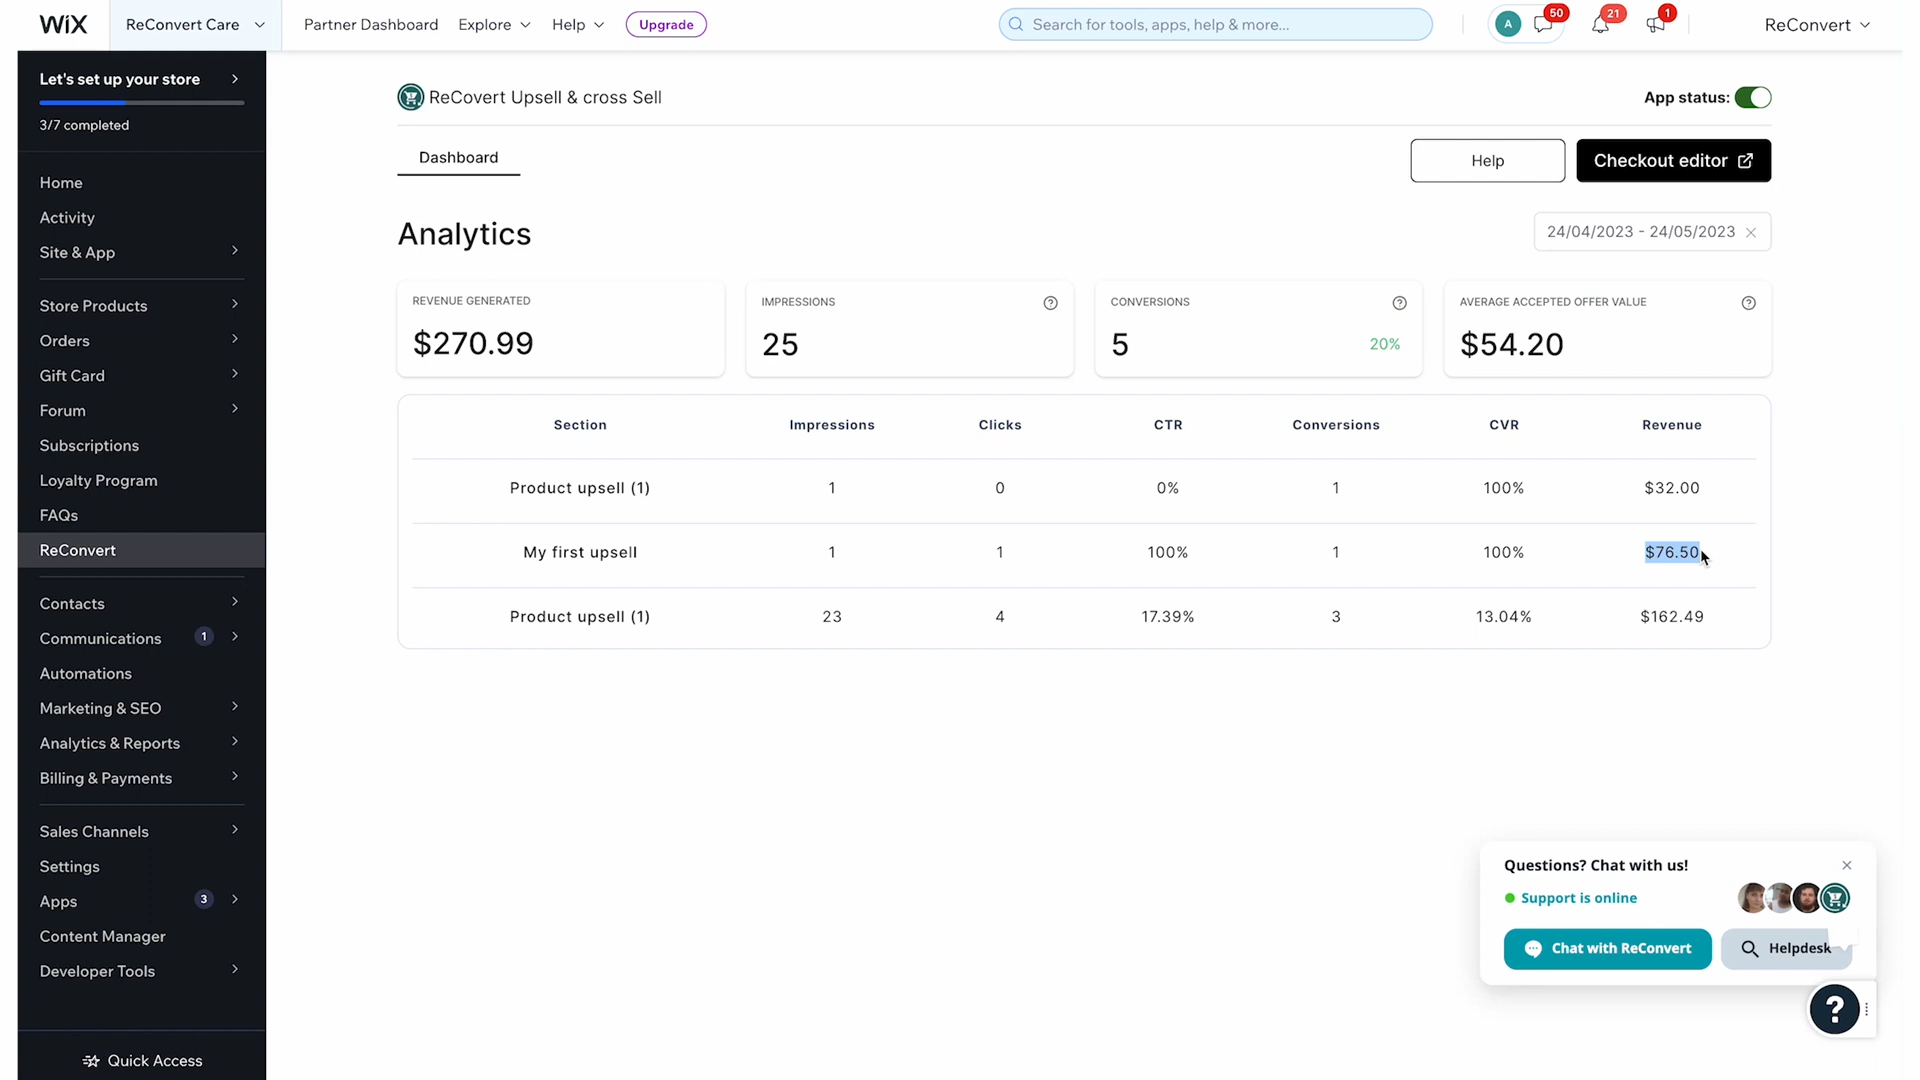 WIX
ReConvert Care
Partner Dashboard
Explore
Help
Upgrade
Search for tools, apps, help & more...
A
50
21
1
ReConvert
Let's set up your store
3/7 completed
Home
Activity
Site & App
Store Products
Orders
Gift Card
Forum
Subscriptions
Loyalty Program
FAQs
ReConvert
Contacts
Communications 1
Automations
Marketing & SEO
Analytics & Reports
Billing & Payments
Sales Channels
Settings
Apps 3
Content Manager
Developer Tools
Quick Access
ReCovert Upsell & cross Sell
App status:
Dashboard
Help
Checkout editor
Analytics
24/04/2023 - 24/05/2023
REVENUE GENERATED
$270.99
IMPRESSIONS
25
CONVERSIONS
5
20%
AVERAGE ACCEPTED OFFER VALUE
$54.20
Section Impressions Clicks CTR Conversions CVR Revenue
Product upsell (1) 1 0 0% 1 100% $32.00
My first upsell 1 1 100% 1 100% $76.50
Product upsell (1) 23 4 17.39% 3 13.04% $162.49
Questions? Chat with us!
Support is online
Chat with ReConvert
Helpdesk
?